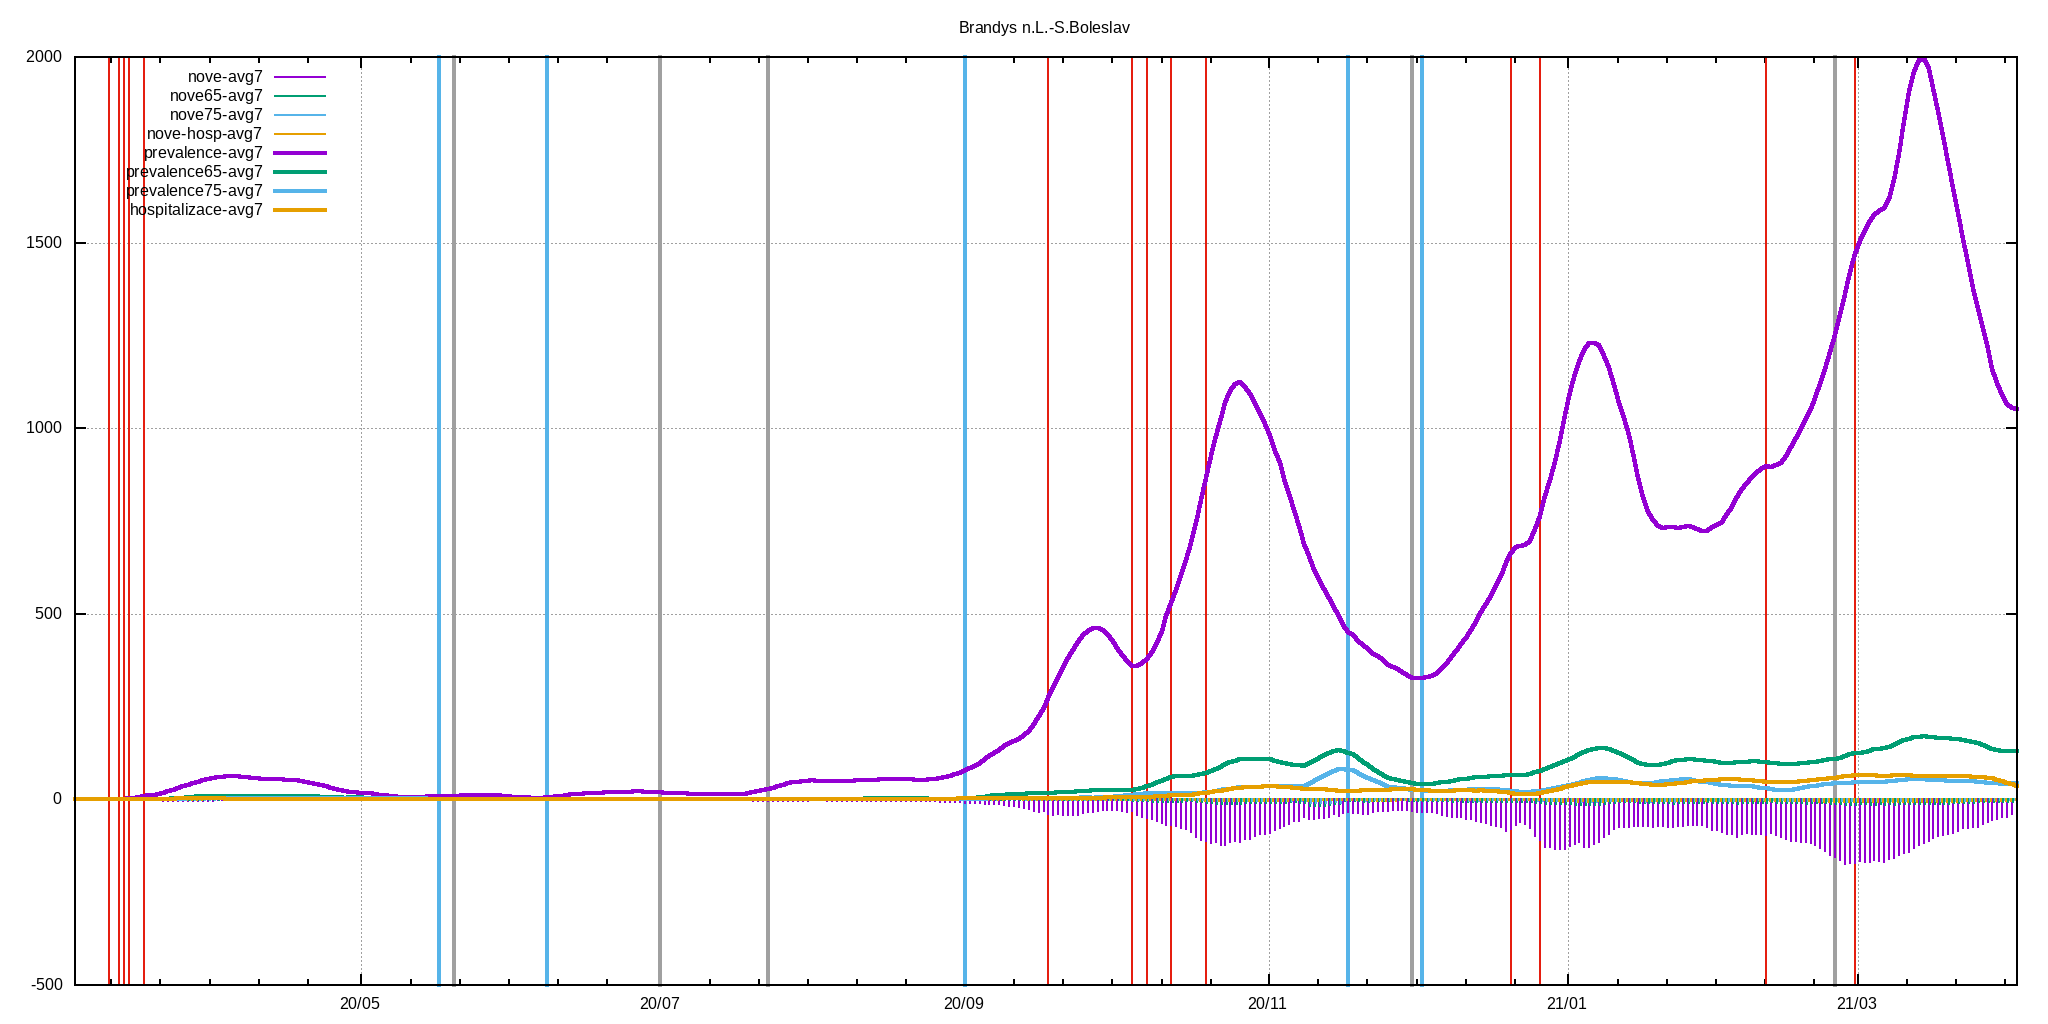 Brandys n.L.-S.Boleslav
2000
1500
1000
500
0
-500
nove-avg7
nove65-avg7
nove75-avg7
nove-hosp-avg7
prevalence-avg7
prevalence65-avg7
prevalence75-avg7
hospitalizace-avg7
20/05 20/07 20/09 20/11 21/01 21/03